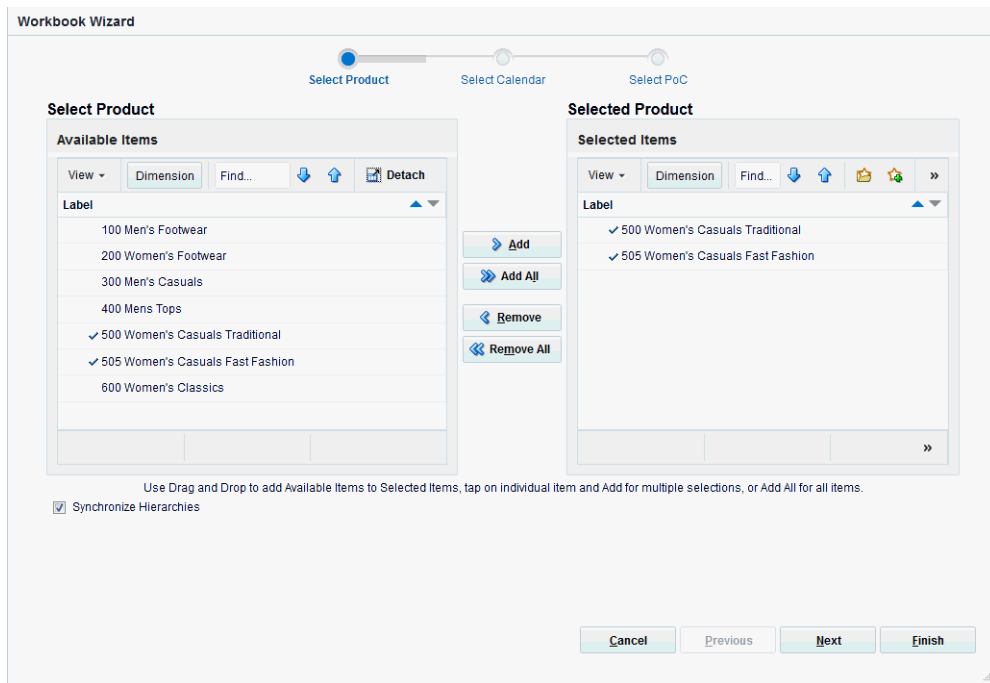 Workbook Wizard
Select Product
Select Calendar
Select PoC
Select Product
Available Items
View
Dimension
Find...
Detach
Label
100 Men's Footwear
200 Women's Footwear
300 Men's Casuals
400 Mens Tops
500 Women's Casuals Traditional
505 Women's Casuals Fast Fashion
600 Women's Classics
Add
Add All
Remove
Remove All
Selected Product
Selected Items
View
Dimension
Find...
»
Label
500 Women's Casuals Traditional
505 Women's Casuals Fast Fashion
»
Use Drag and Drop to add Available Items to Selected Items, tap on individual item and Add for multiple selections, or Add All for all items.
Synchronize Hierarchies
Cancel
Previous
Next
Finish